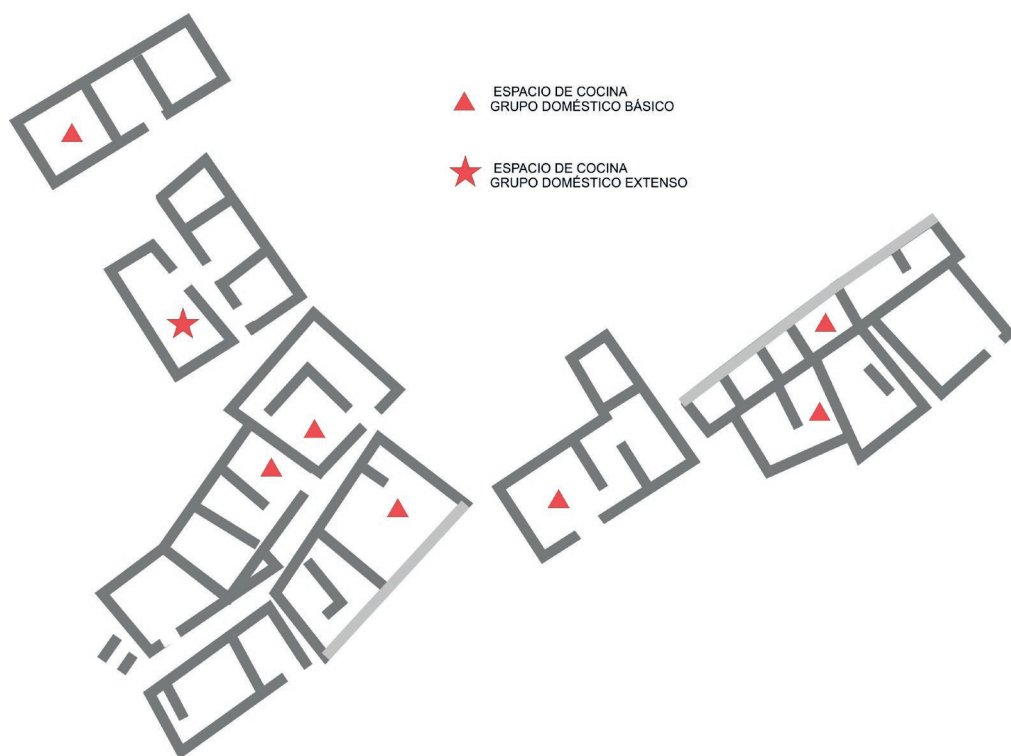 ESPACIO DE COCINA
GRUPO DOMÉSTICO BÁSICO
ESPACIO DE COCINA
GRUPO DOMÉSTICO EXTENSO